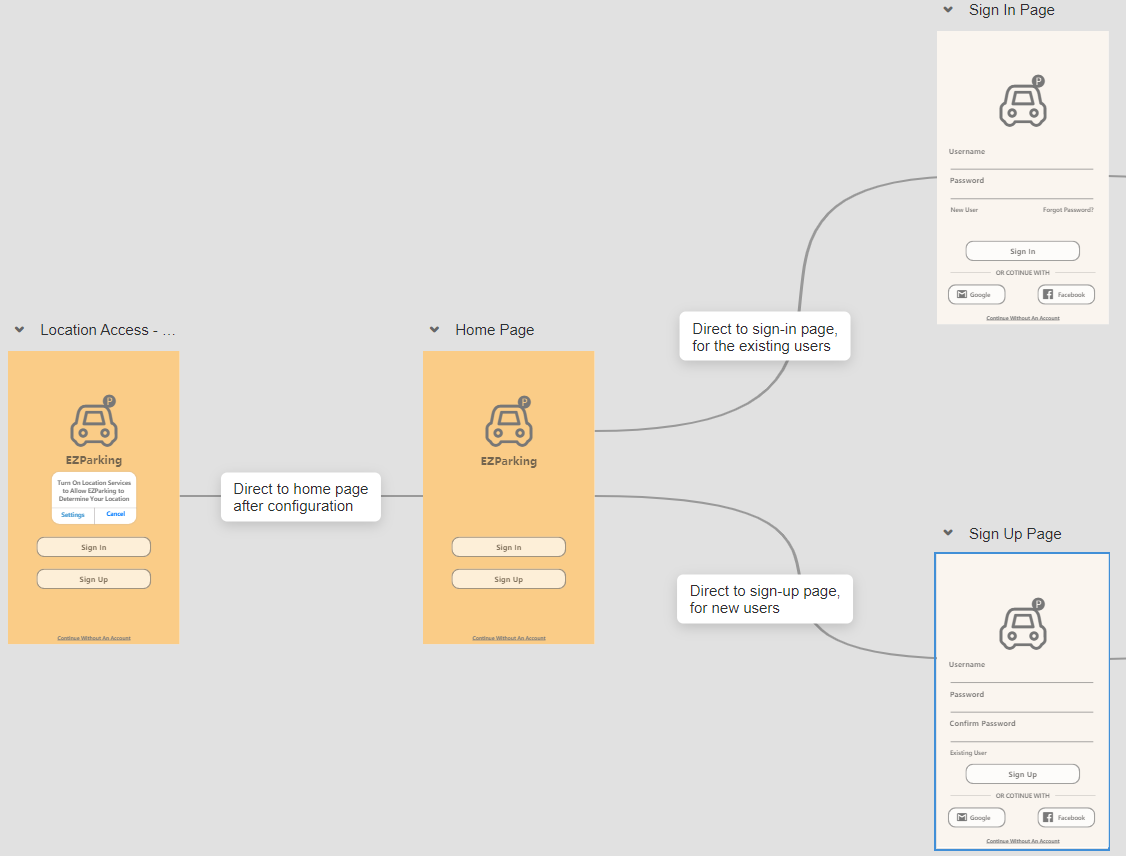 Sign In Page
P
Username
Password
New User Forgot Password?
Sign In
OR COTINUE WITH
Google Facebook
Continue Without An Account
Location Access - ...
P
EZParking
Turn On Location Services
to Allow EZParking to
Determine Your Location
Settings Cancel
Sign In
Sign Up
Continue Without An Account
Direct to home page
after configuration
Home Page
P
EZParking
Sign In
Sign Up
Continue Without An Account
Direct to sign-in page,
for the existing users
Direct to sign-up page,
for new users
Sign Up Page
P
Username
Password
Confirm Password
Existing User
Sign Up
OR COTINUE WITH
Google Facebook
Continue Without An Account